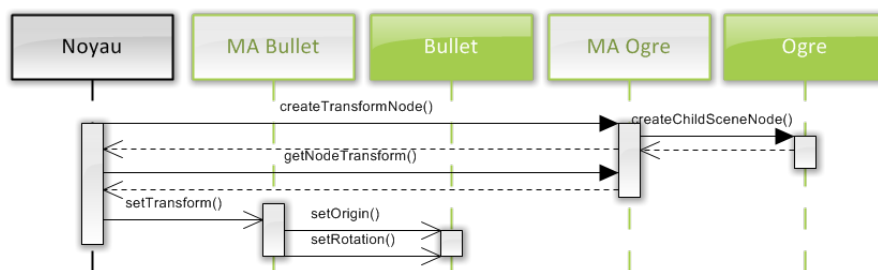 Noyau
MA Bullet
Bullet
MA Ogre
Ogre
createTransformNode()
createChildSceneNode()
getNodeTransform()
setTransform()
setOrigin()
setRotation()